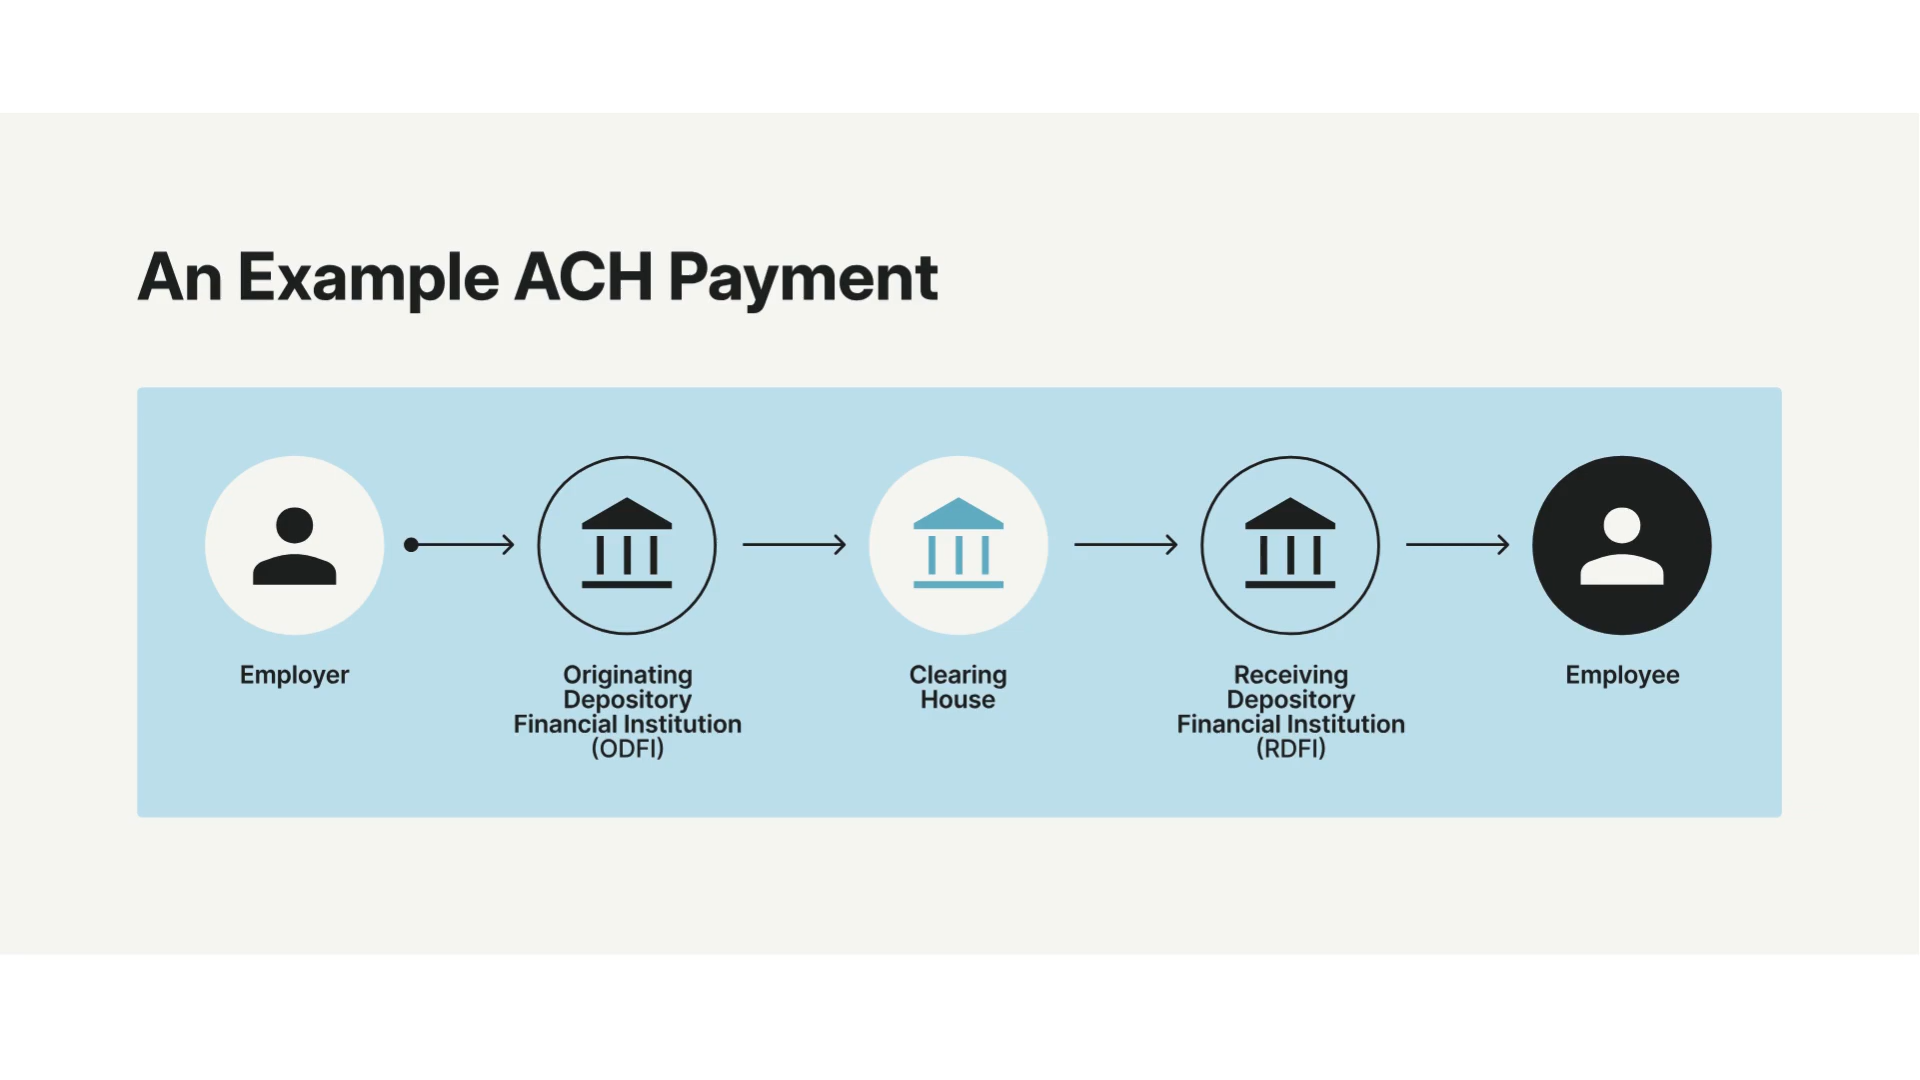 An Example ACH Payment
Employer
Originating
Depository
Financial Institution
(ODFI)
Clearing
House
Receiving
Depository
Financial Institution
(RDFI)
Employee